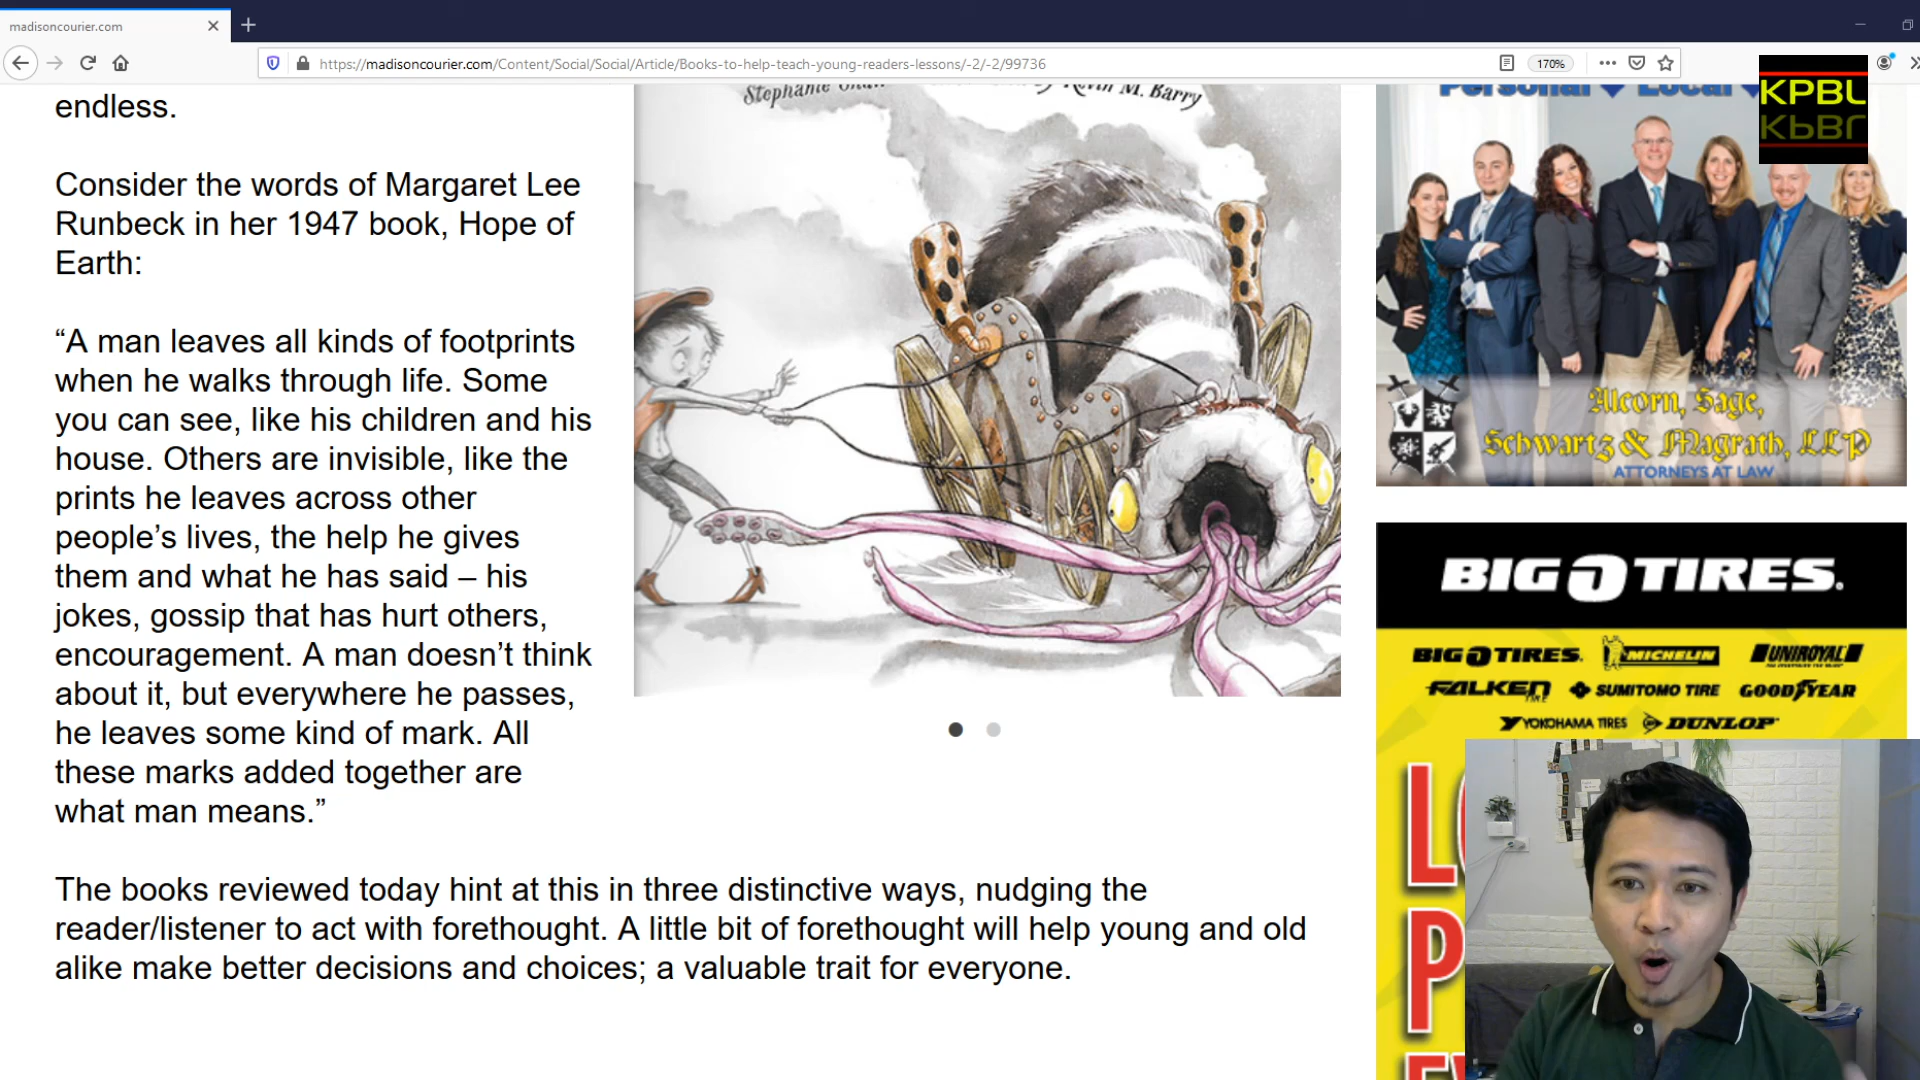 madisoncourier.com
https://madisoncourier.com/Content/Social/Social/Article/Books-to-help-teach-young-readers-lessons/-2/-2/99736
170%
endless.
Consider the words of Margaret Lee
Runbeck in her 1947 book, Hope of
Earth:
“A man leaves all kinds of footprints
when he walks through life. Some
you can see, like his children and his
house. Others are invisible, like the
prints he leaves across other
people’s lives, the help he gives
them and what he has said – his
jokes, gossip that has hurt others,
encouragement. A man doesn’t think
about it, but everywhere he passes,
he leaves some kind of mark. All
these marks added together are
what man means.”
The books reviewed today hint at this in three distinctive ways, nudging the
reader/listener to act with forethought. A little bit of forethought will help young and old
alike make better decisions and choices; a valuable trait for everyone.
Stephanie
Kevin M. Barry
Personal Local
KPBL
Alcorn, Sage,
Schwartz & Magrath, LLP
ATTORNEYS AT LAW
BIG O TIRES.
BIG O TIRES. MICHELIN UNIROYAL
FALKEN TIRE SUMITOMO TIRE GOODYEAR
YOKOHAMA TIRES DUNLOP